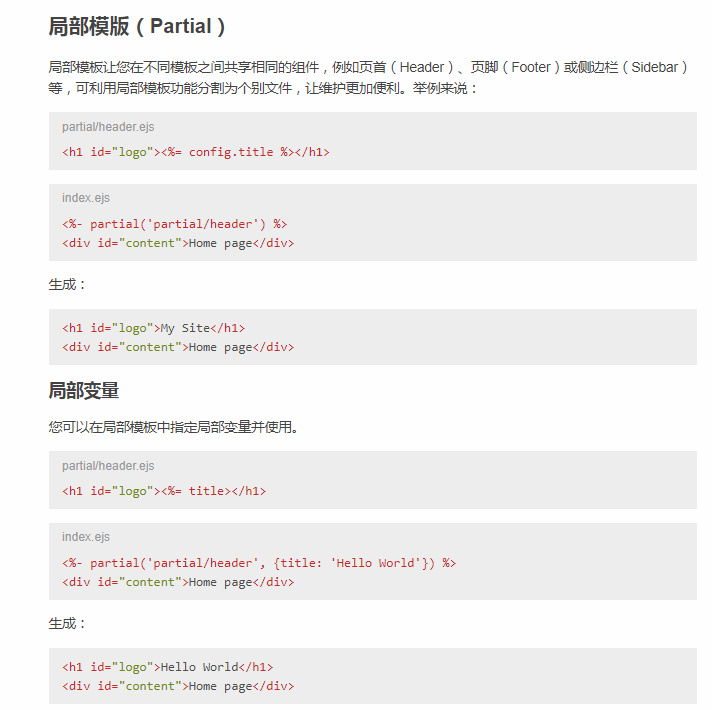 局部模版（Partial）
局部模板让您在不同模板之间共享相同的组件，例如页首（Header）、页脚（Footer）或侧边栏（Sidebar）
等，可利用局部模板功能分割为个别文件，让维护更加便利。举例来说：
partial/header.ejs
<h1 id="logo"><%= config.title %></h1>
index.ejs
<%- partial('partial/header') %>
<div id="content">Home page</div>
生成：
<h1 id="logo">My Site</h1>
<div id="content">Home page</div>
局部变量
您可以在局部模板中指定局部变量并使用。
partial/header.ejs
<h1 id="logo"><%= title></h1>
index.ejs
<%- partial('partial/header', {title: 'Hello World'}) %>
<div id="content">Home page</div>
生成：
<h1 id="logo">Hello World</h1>
<div id="content">Home page</div>